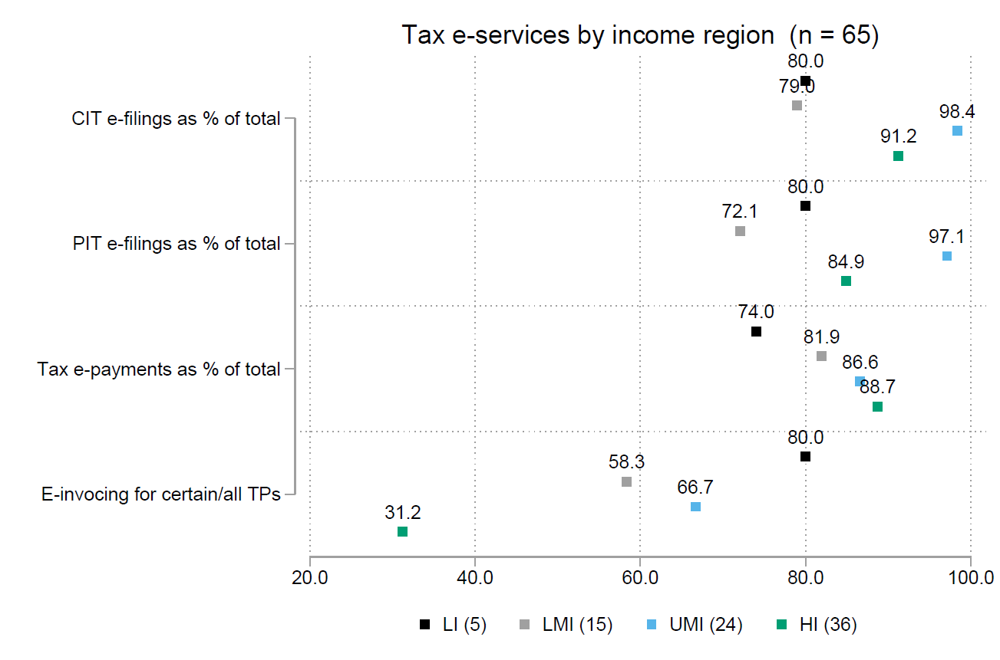 Tax e-services by income region (n = 65)
80.0
79.0
CIT e-filings as % of total
98.4
91.2
80.0
72.1
PIT e-filings as % of total
97.1
84.9
74.0
81.9
Tax e-payments as % of total
86.6
88.7
80.0
58.3
E-invocing for certain/all TPs
66.7
31.2
20.0 40.0 60.0 80.0 100.0
LI (5) LMI (15) UMI (24) HI (36)